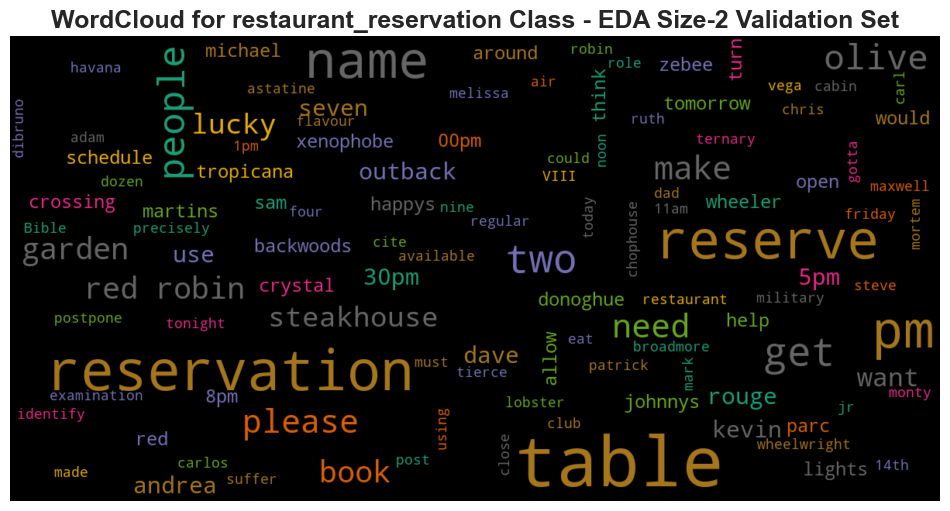 WordCloud for restaurant_reservation Class - EDA Size-2 Validation Set
havana
michael
name
around
robin
role
zebee
turn
olive
people
astatine
melissa
air
think
vega
cabin
carl
dibruno
adam
lucky
seven
flavour
xenophobe
00pm
tomorrow
ruth
chris
would
schedule
1pm
tropicana
outback
could
VIII
noon
make
ternary
gotta
dozen
crossing
martins
sam
four
happys
nine
regular
today
dad
11am
wheeler
open
maxwell
friday
mortem
Bible
precisely
garden
use
backwoods
cite
available
two
chophouse
reserve
red robin
crystal
30pm
donoghue
restaurant
military
5pm
steve
postpone
tonight
steakhouse
need
help
pm
reservation
must
dave
tierce
allow
eat
broadmore
patrick
mark
get
want
examination
8pm
identify
please
using
lobster
club
johnnys
rouge
jr
monty
red
kevin
parc
wheelwright
made
carlos
suffer
andrea
book
post
close
table
lights
14th